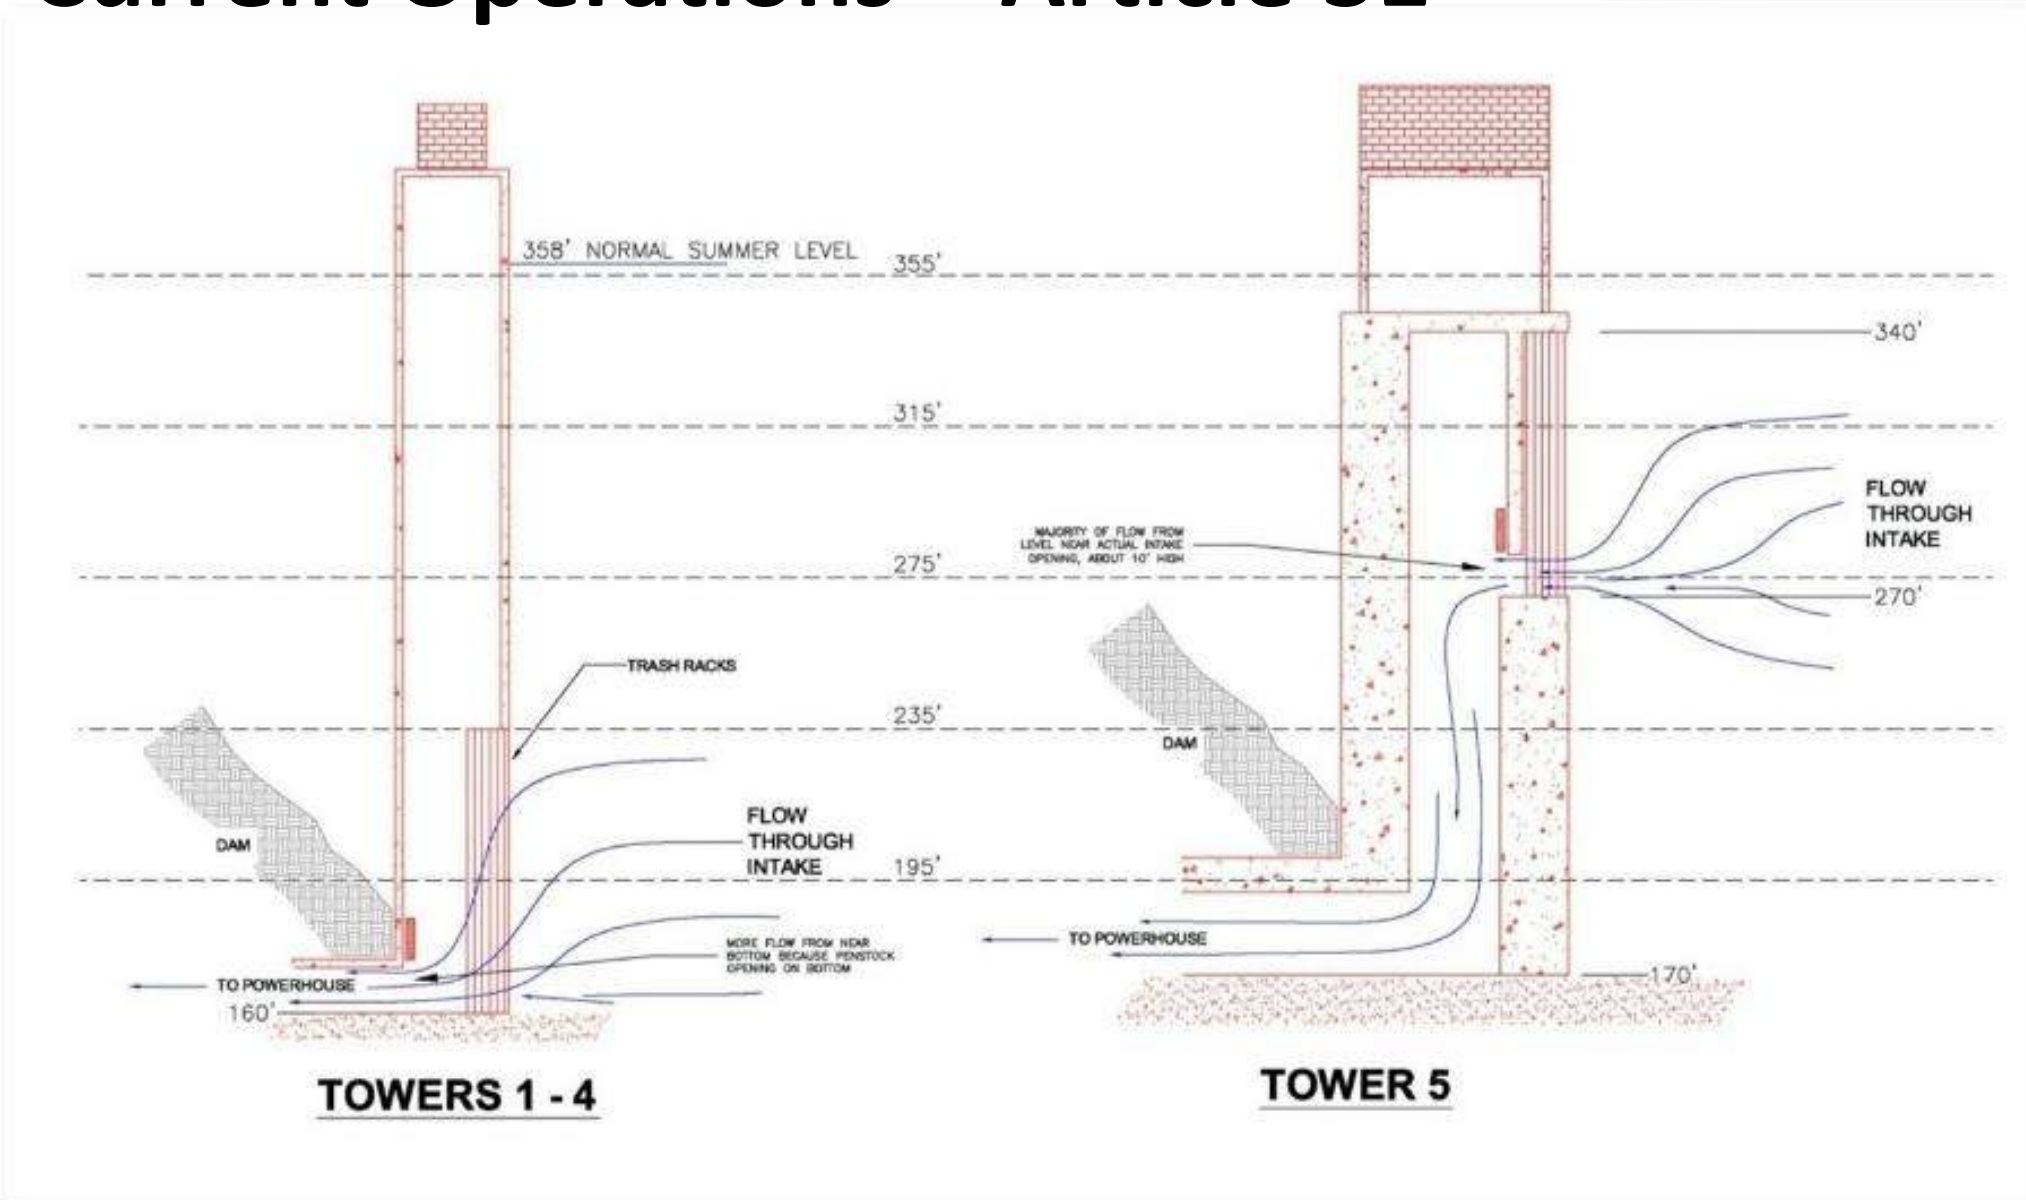 Current Operations – Article 32
358' NORMAL SUMMER LEVEL
355'
340'
315'
FLOW
THROUGH
INTAKE
MAJORITY OF FLOW FROM
LEVEL NEAR ACTUAL INTAKE
OPENING, ABOUT 10' HIGH
275'
270'
TRASH RACKS
235'
DAM
FLOW
THROUGH
INTAKE
DAM
195'
MORE FLOW FROM NEAR
BOTTOM BECAUSE PENSTOCK
OPENING ON BOTTOM
TO POWERHOUSE
TO POWERHOUSE
170'
160'
TOWERS 1 - 4
TOWER 5